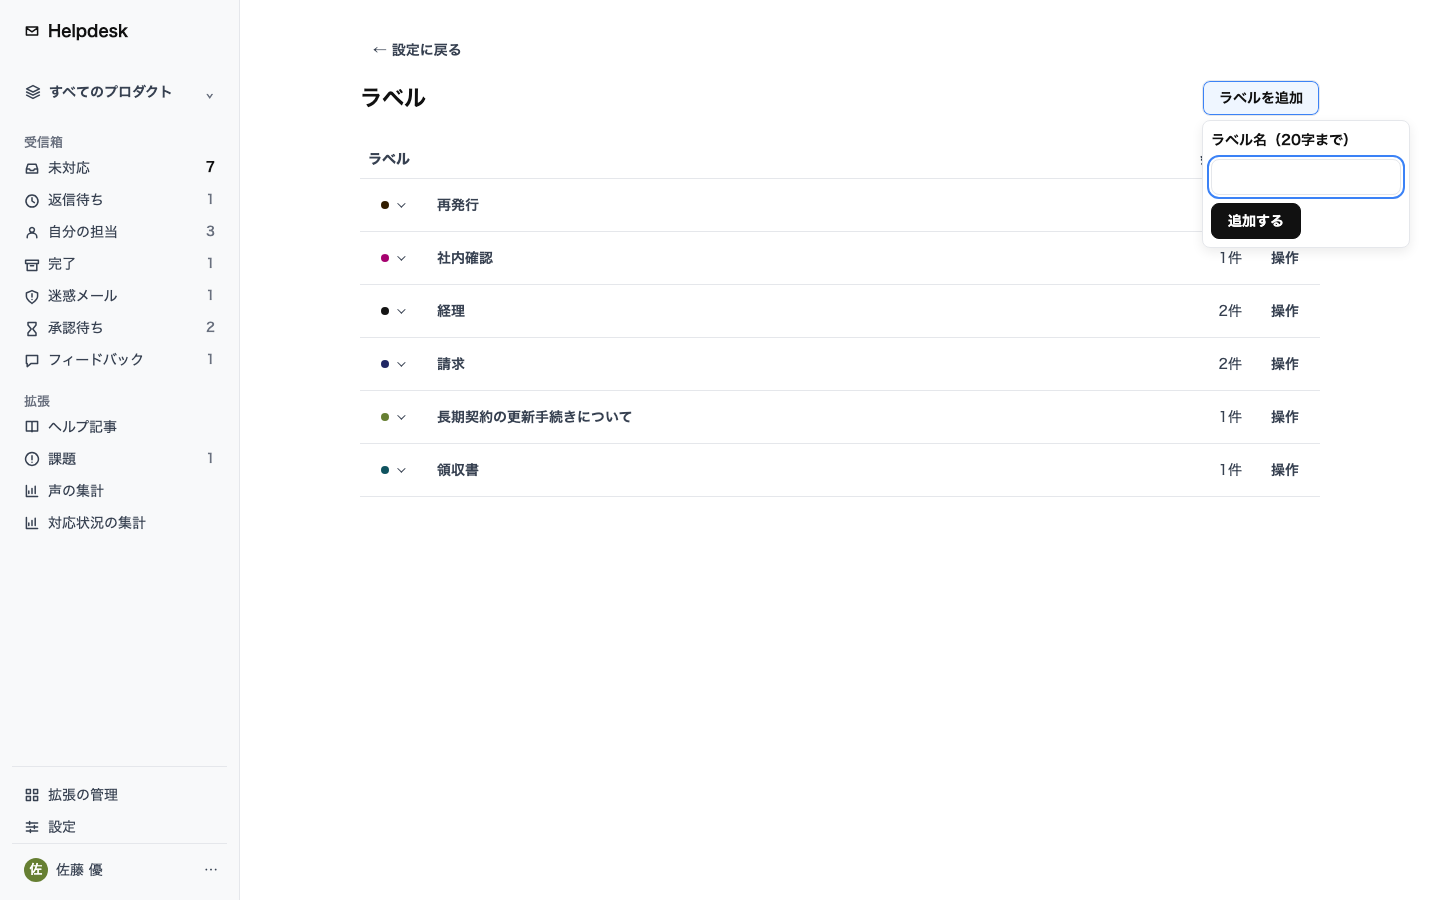 Helpdesk
すべてのプロダクト
受信箱
未対応 7
返信待ち 1
自分の担当 3
完了 1
迷惑メール 1
承認待ち 2
フィードバック 1
拡張
ヘルプ記事
課題 1
声の集計
対応状況の集計
拡張の管理
設定
佐 佐藤 優 …
← 設定に戻る
ラベル
ラベルを追加
ラベル名（20字まで）
追加する
ラベル
再発行
社内確認 1件 操作
経理 2件 操作
請求 2件 操作
長期契約の更新手続きについて 1件 操作
領収書 1件 操作